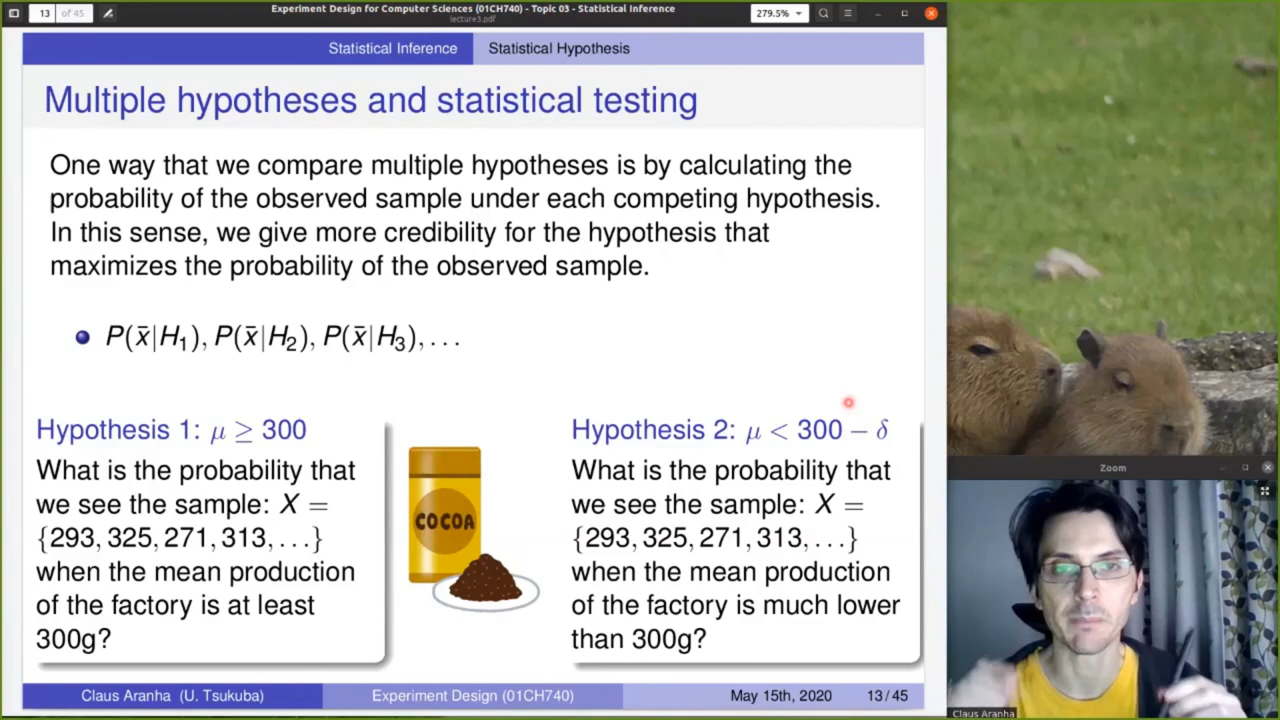 13 of 45
Experiment Design for Computer Sciences (01CH740) - Topic 03 - Statistical Inference
lecture3.pdf
279.5%
Statistical Inference Statistical Hypothesis
Multiple hypotheses and statistical testing
One way that we compare multiple hypotheses is by calculating the
probability of the observed sample under each competing hypothesis.
In this sense, we give more credibility for the hypothesis that
maximizes the probability of the observed sample.
P(x̄|H₁), P(x̄|H₂), P(x̄|H₃), . . .
Hypothesis 1: μ ≥ 300
What is the probability that
we see the sample: X =
{293, 325, 271, 313, . . .}
when the mean production
of the factory is at least
300g?
COCOA
Hypothesis 2: μ < 300 − δ
What is the probability that
we see the sample: X =
{293, 325, 271, 313, . . .}
when the mean production
of the factory is much lower
than 300g?
Claus Aranha (U. Tsukuba) Experiment Design (01CH740) May 15th, 2020 13 / 45
Zoom
Claus Aranha